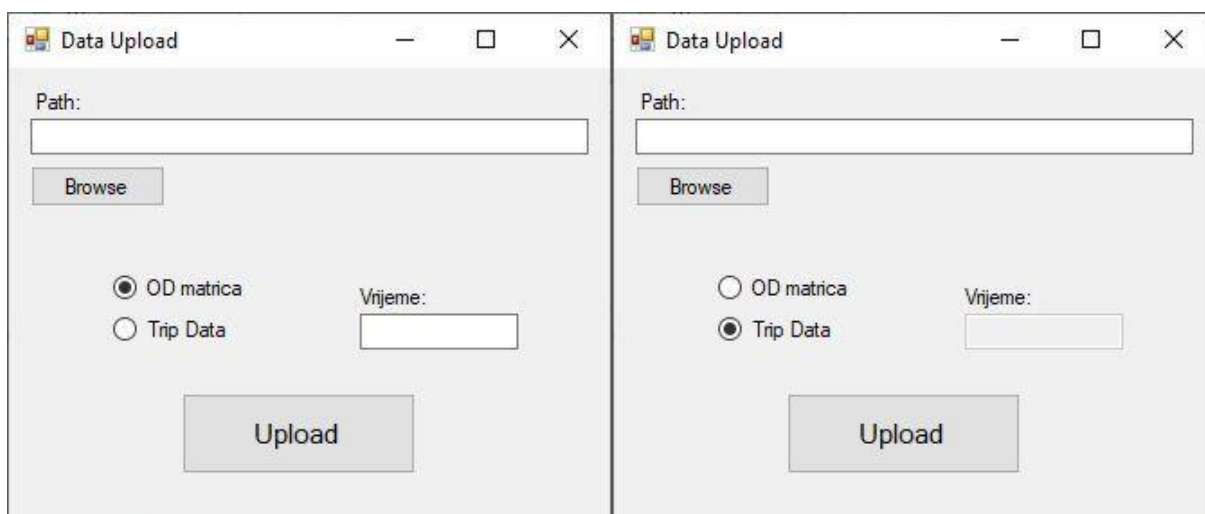 Data Upload
Path:
Browse
OD matrica
Vrijeme:
Trip Data
Upload
Data Upload
Path:
Browse
OD matrica
Vrijeme:
Trip Data
Upload